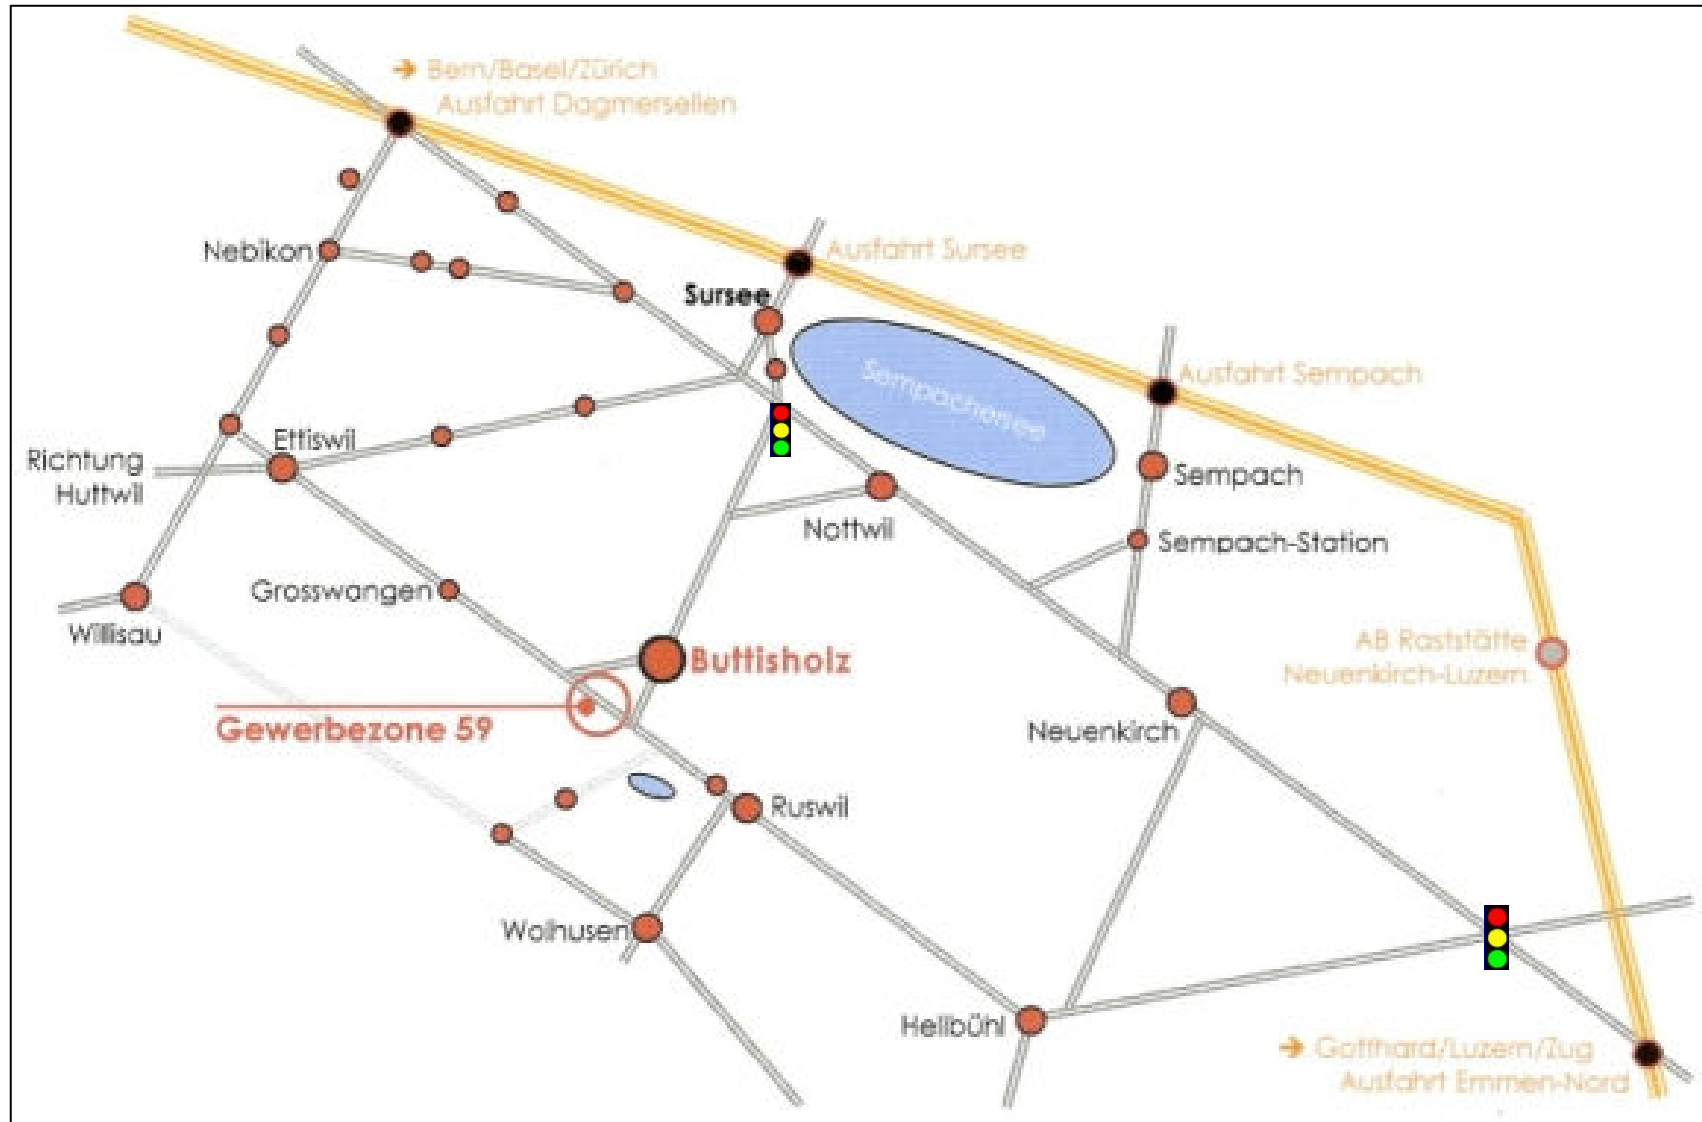 ➔ Bern/Basel/Zürich
Ausfahrt Dagmersellen
Nebikon
Ausfahrt Sursee
Sursee
Sempachersee
Ausfahrt Sempach
Ettiswil
Richtung
Huttwil
Sempach
Nottwil
Sempach-Station
Grosswangen
Willisau
Buttisholz
AB Raststätte
Neuenkirch-Luzern
Gewerbezone 59
Neuenkirch
Ruswil
Wolhusen
Hellbühl
➔ Gotthard/Luzern/Zug
Ausfahrt Emmen-Nord